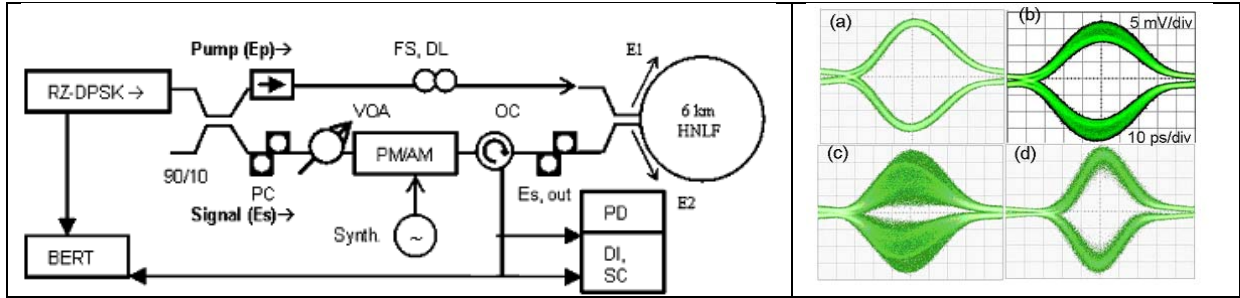 Pump (Ep)→
FS, DL
E1
RZ-DPSK →
VOA
OC
6 km
HNLF
PM/AM
90/10
PC
Signal (Es)→
Es, out
E2
Synth.
~
PD
DI,
SC
BERT
(a)
(b)
5 mV/div
10 ps/div
(c)
(d)